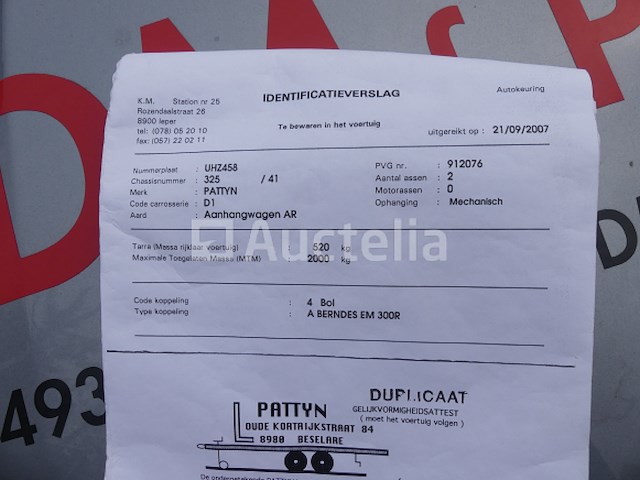 DM & P
K.M. Station nr 25
Rozendaalstraat 26
8900 Ieper
tel: (078) 05 20 10
fax: (057) 22 02 11
IDENTIFICATIEVERSLAG
Te bewaren in het voertuig
Autokeuring
uitgereikt op : 21/09/2007
Nummerplaat : UHZ458
Chassisnummer : 325 / 41
Merk : PATTYN
Code carrosserie : D1
Aard : Aanhangwagen AR
PVG nr. : 912076
Aantal assen : 2
Motorassen : 0
Ophanging : Mechanisch
Auctelia
Tarra (Massa rijklaar voertuig) : 520 kg
Maximale Toegelaten Massa (MTM) : 2000 kg
Code koppeling : 4 Bol
Type koppeling : A BERNDES EM 300R
PATTYN
OUDE KORTRIJKSTRAAT 84
8980 BESELARE
DUPLICAAT
GELIJKVORMIGHEIDSATTEST
( moet het voertuig volgen )
493
De ondergetekende